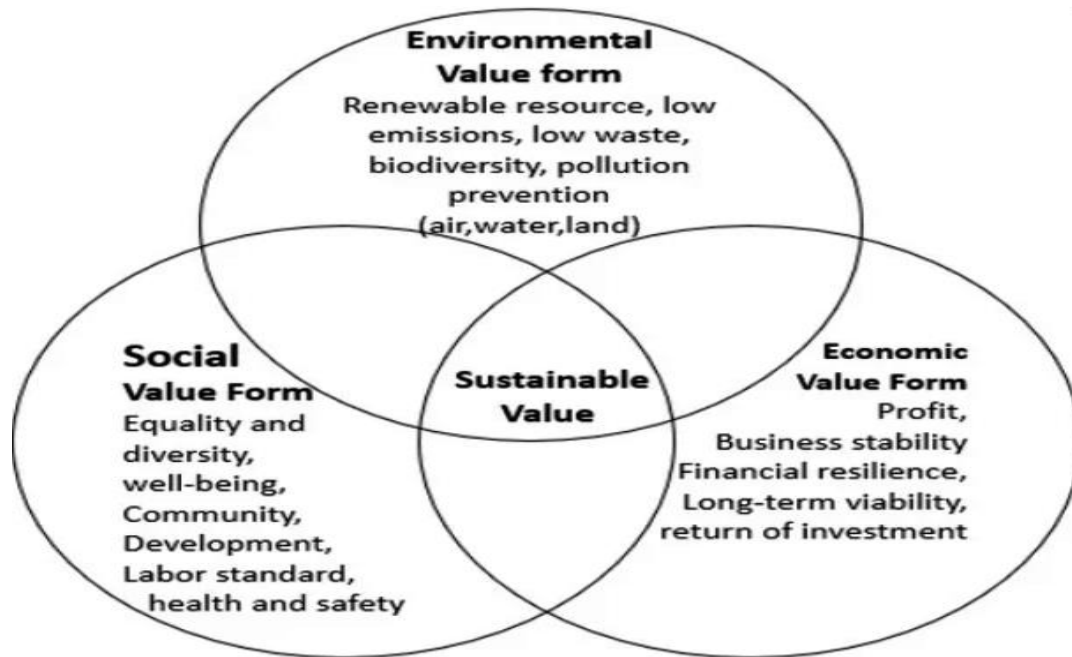 Environmental
Value form
Renewable resource, low
emissions, low waste,
biodiversity, pollution
prevention
(air,water,land)
Social
Value Form
Equality and
diversity,
well-being,
Community,
Development,
Labor standard,
health and safety
Sustainable
Value
Economic
Value Form
Profit,
Business stability
Financial resilience,
Long-term viability,
return of investment